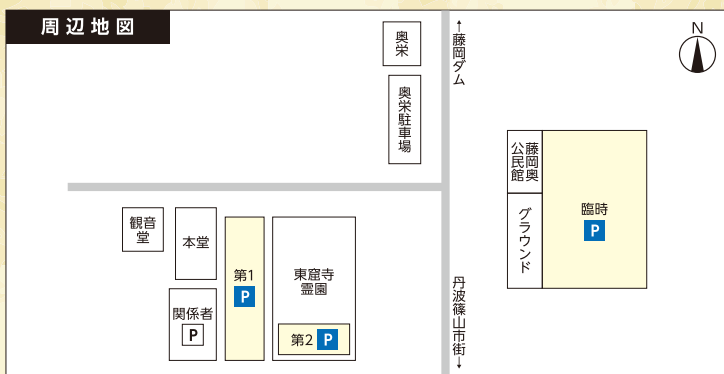 周辺地図
奥栄
奥栄駐車場
↑藤岡ダム
N
藤岡奥
公民館
グラウンド
臨時
P
観音
堂
本堂
第1
P
東窟寺
霊園
関係者
P
第2 P
丹波篠山市街↓